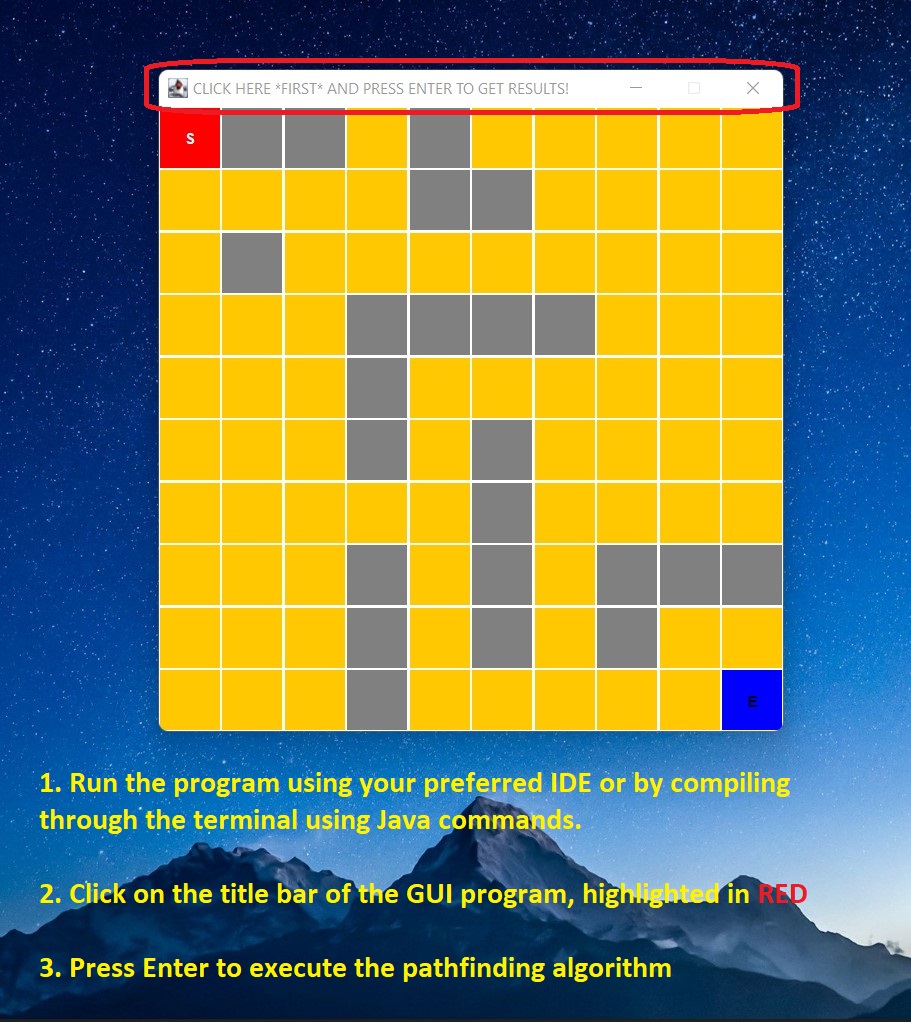 CLICK HERE *FIRST* AND PRESS ENTER TO GET RESULTS!
S
E
1. Run the program using your preferred IDE or by compiling
through the terminal using Java commands.
2. Click on the title bar of the GUI program, highlighted in RED
3. Press Enter to execute the pathfinding algorithm